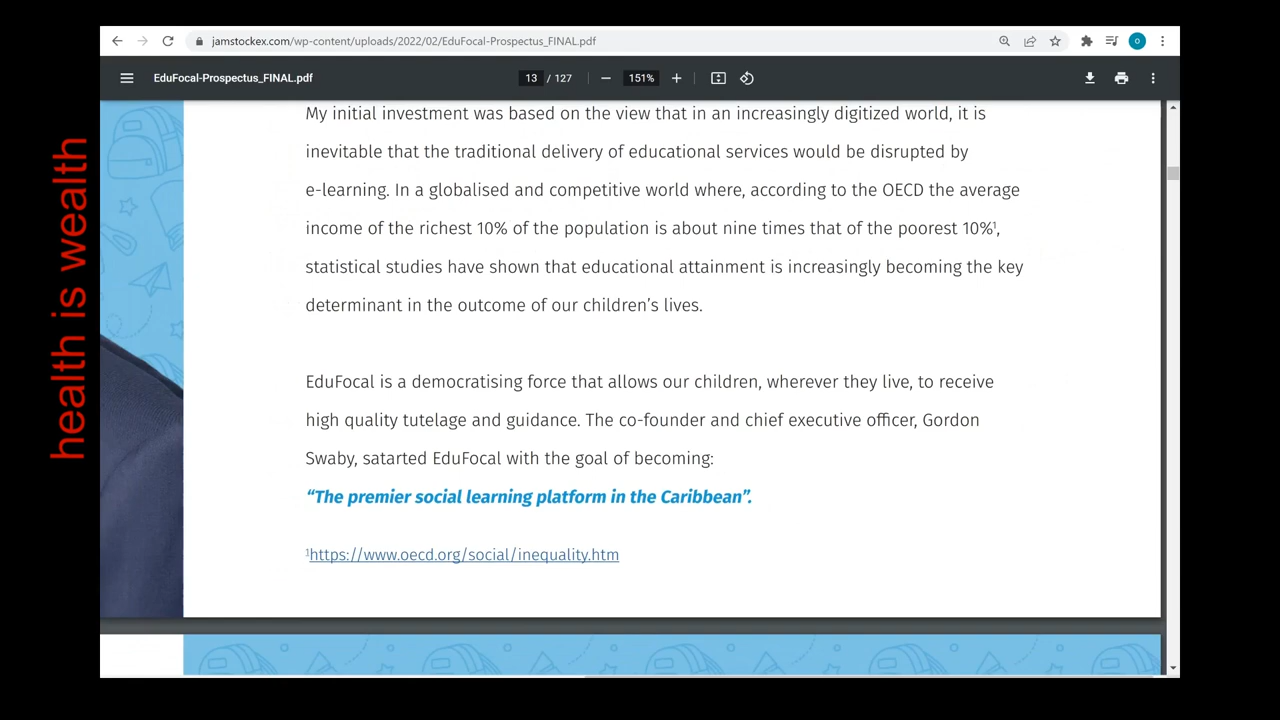 jamstockex.com/wp-content/uploads/2022/02/EduFocal-Prospectus_FINAL.pdf
o
EduFocal-Prospectus_FINAL.pdf
13 / 127
151%
health is wealth
My initial investment was based on the view that in an increasingly digitized world, it is
inevitable that the traditional delivery of educational services would be disrupted by
e-learning. In a globalised and competitive world where, according to the OECD the average
income of the richest 10% of the population is about nine times that of the poorest 10%¹,
statistical studies have shown that educational attainment is increasingly becoming the key
determinant in the outcome of our children’s lives.
EduFocal is a democratising force that allows our children, wherever they live, to receive
high quality tutelage and guidance. The co-founder and chief executive officer, Gordon
Swaby, satarted EduFocal with the goal of becoming:
“The premier social learning platform in the Caribbean”.
¹https://www.oecd.org/social/inequality.htm